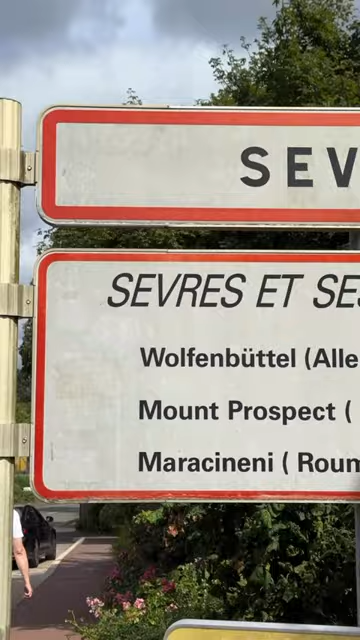 SEV
SEVRES ET SES
Wolfenbüttel (Alle
Mount Prospect (
Maracineni ( Roum